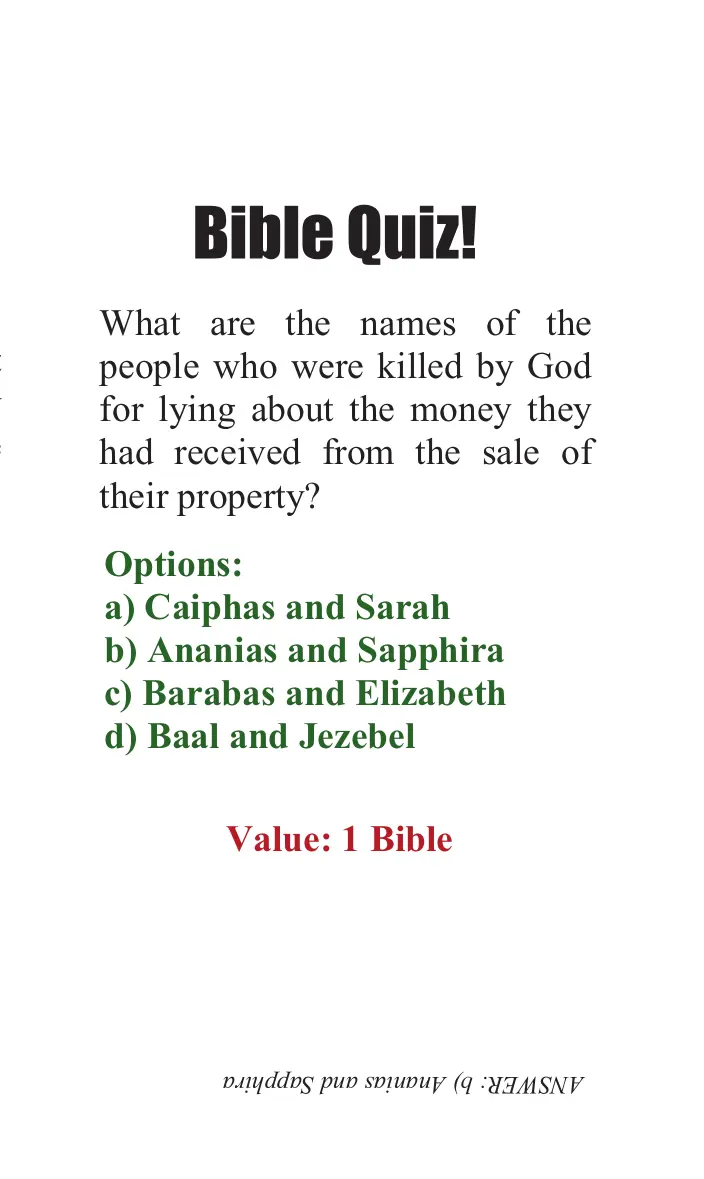 Bible Quiz!
What are the names of the
people who were killed by God
for lying about the money they
had received from the sale of
their property?
Options:
a) Caiphas and Sarah
b) Ananias and Sapphira
c) Barabas and Elizabeth
d) Baal and Jezebel
Value: 1 Bible
ANSWER: b) Ananias and Sapphira